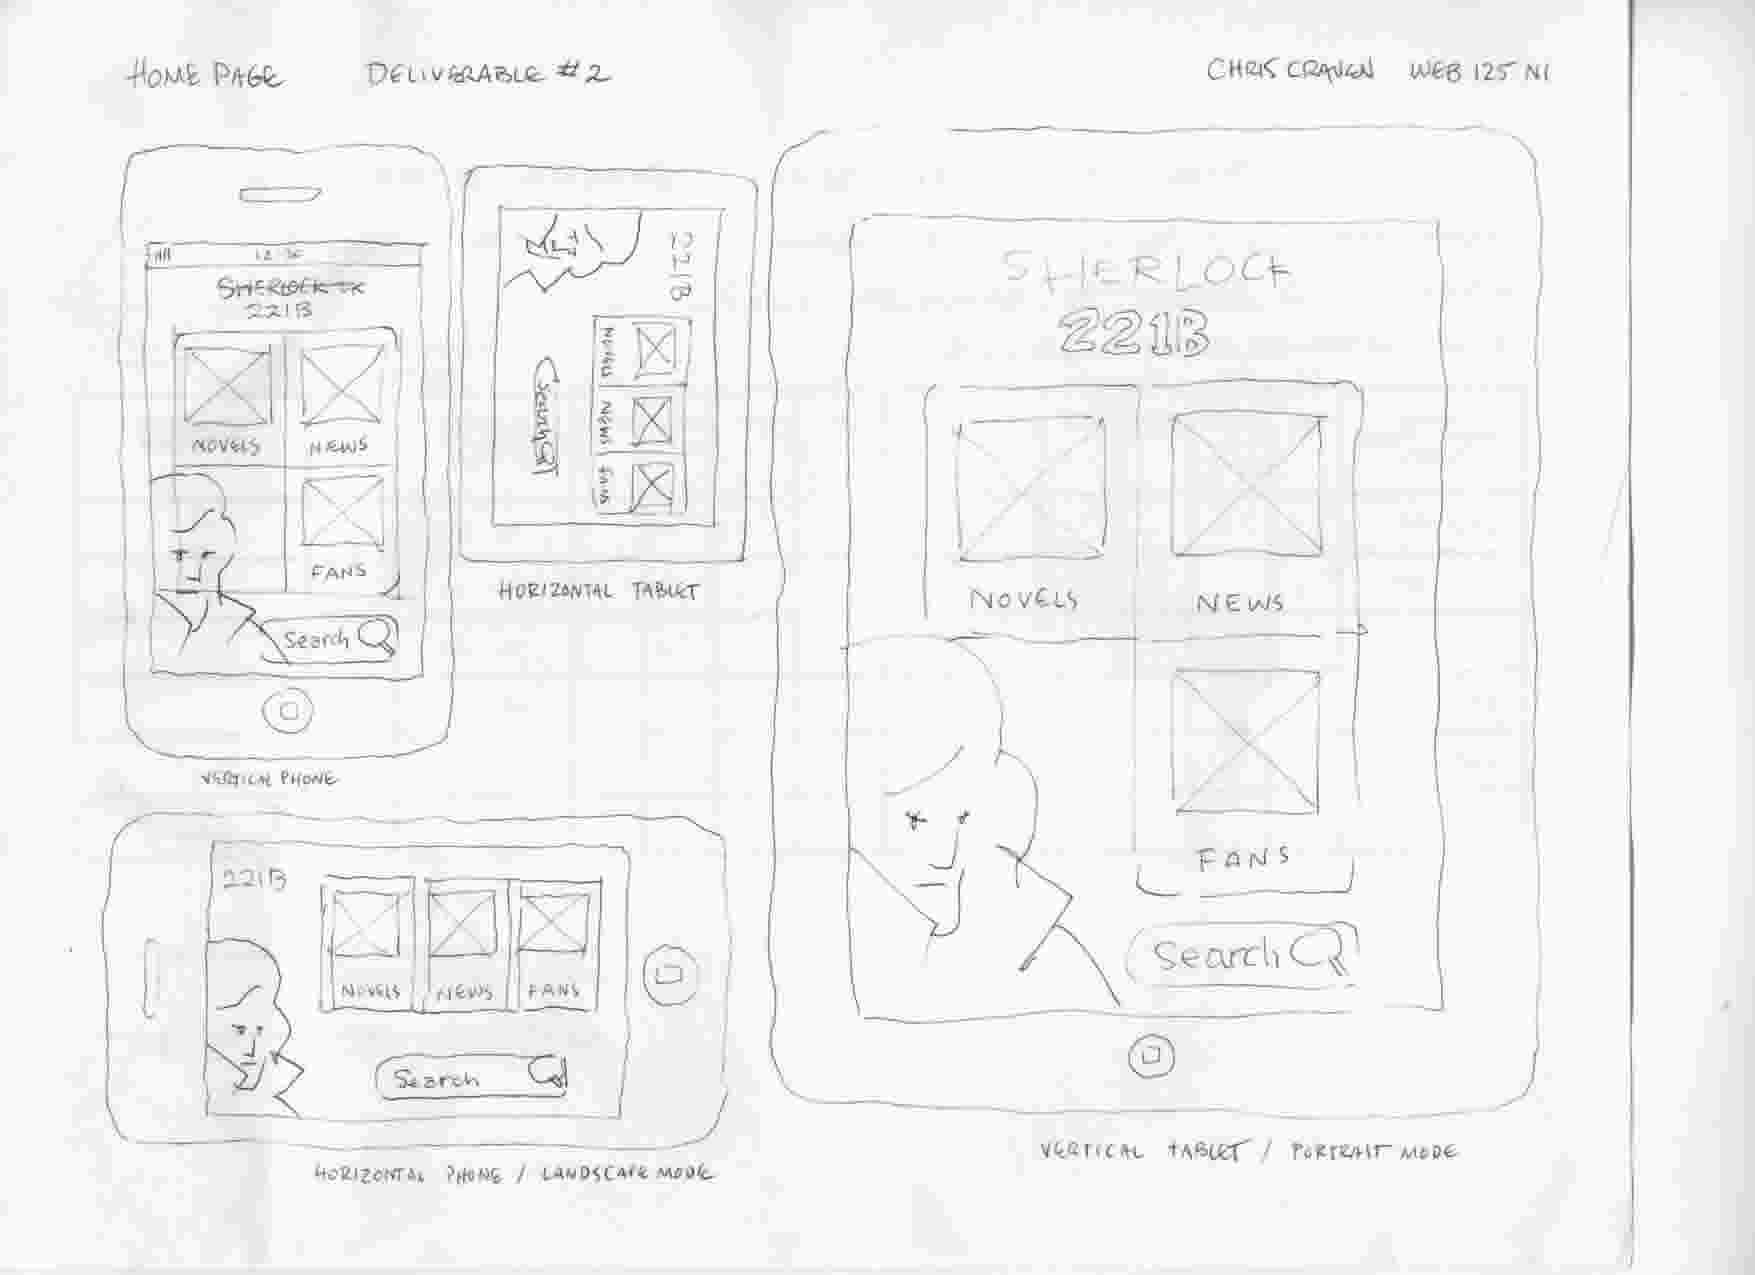 HOME PAGE DELIVERABLE #2
CHRIS CRAVEN WEB 125 N1
12 36
221B
NOVELS NEWS
FANS
Search
VERTICAL PHONE
221B
NOVELS
NEWS
FANS
Search
HORIZONTAL TABLET
221B
NOVELS NEWS FANS
Search
HORIZONTAL PHONE / LANDSCAPE MODE
SHERLOCK
221B
NOVELS NEWS
FANS
Search
VERTICAL TABLET / PORTRAIT MODE